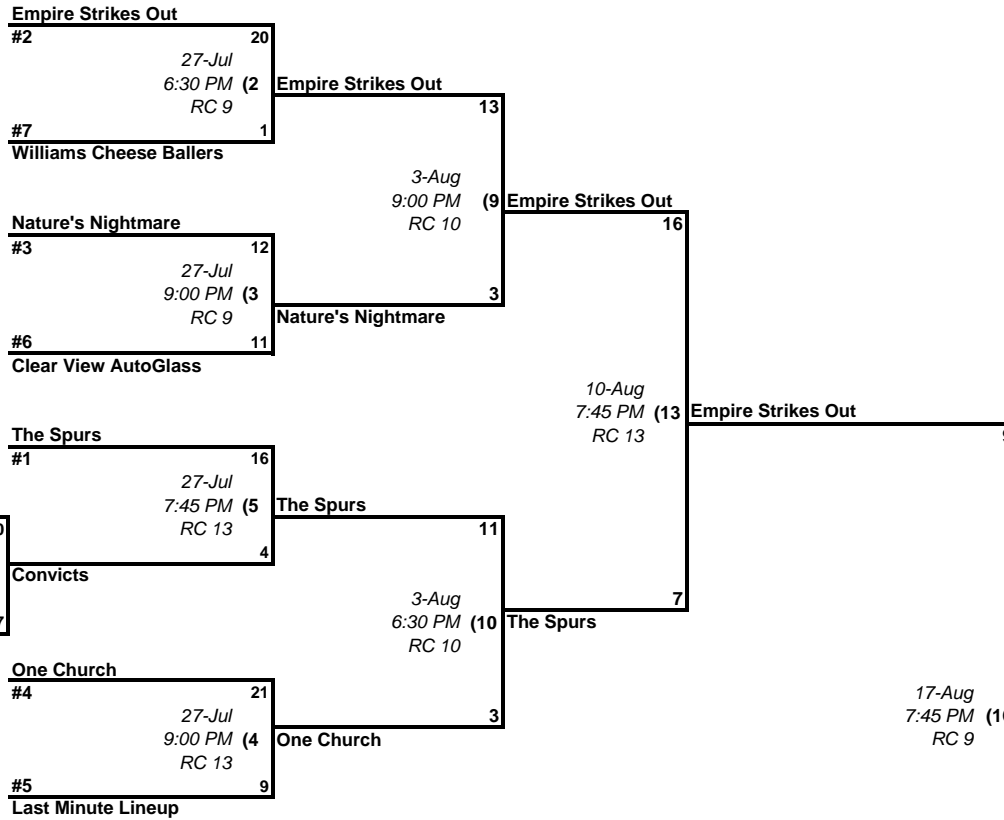 Empire Strikes Out
#2 20
27-Jul
6:30 PM (2
RC 9
#7 1
Williams Cheese Ballers
Empire Strikes Out
13
3-Aug
9:00 PM (9
RC 10
3
Nature's Nightmare
Nature's Nightmare
#3 12
27-Jul
9:00 PM (3
RC 9
#6 11
Clear View AutoGlass
Empire Strikes Out
16
10-Aug
7:45 PM (13
RC 13
7
The Spurs
Empire Strikes Out
The Spurs
#1 16
27-Jul
7:45 PM (5
RC 13
4
Convicts
The Spurs
11
3-Aug
6:30 PM (10
RC 10
3
One Church
One Church
#4 21
27-Jul
9:00 PM (4
RC 13
#5 9
Last Minute Lineup
17-Aug
7:45 PM
RC 9